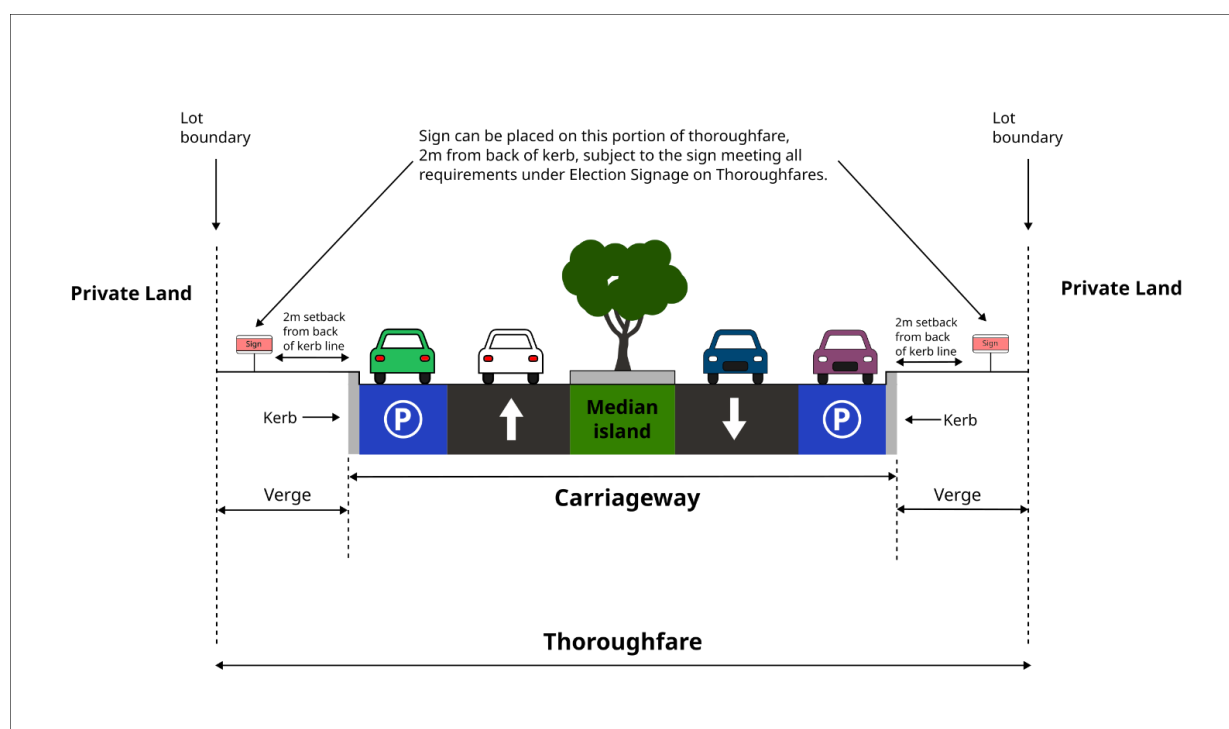 Lot
boundary
Lot
boundary
Sign can be placed on this portion of thoroughfare,
2m from back of kerb, subject to the sign meeting all
requirements under Election Signage on Thoroughfares.
Private Land
Private Land
2m setback
from back
of kerb line
2m setback
from back
of kerb line
Sign
Sign
Kerb
P
Median
island
P
Kerb
Verge
Carriageway
Verge
Thoroughfare